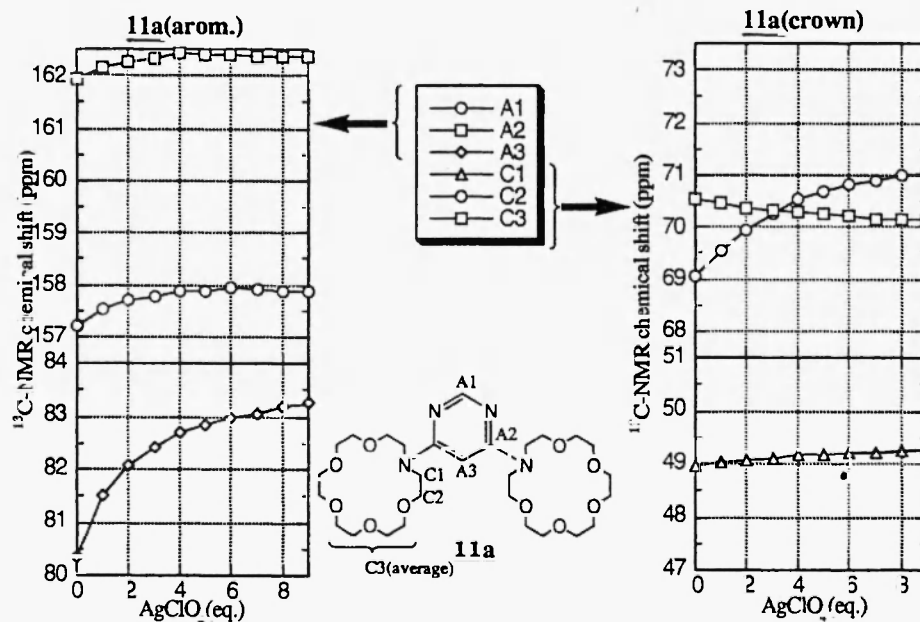 11a(arom.)
11a(crown)
162
161
160
159
158
157
84
83
82
81
80
0 2 4 6 8
AgClO (eq.)
13C-NMR chemical shift (ppm)
A1
A2
A3
C1
C2
C3
73
72
71
70
69
68
51
50
49
48
47
0 2 4 6 8
AgClO (eq.)
C-NMR chemical shift (ppm)
A1
N N
A2
A3
N N
C1
C2
O O O O O
O O O O O
C3(average)
11a